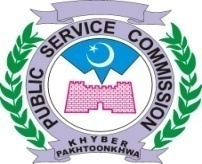 PUBLIC SERVICE COMMISSION
KHYBER
PAKHTOONKHWA